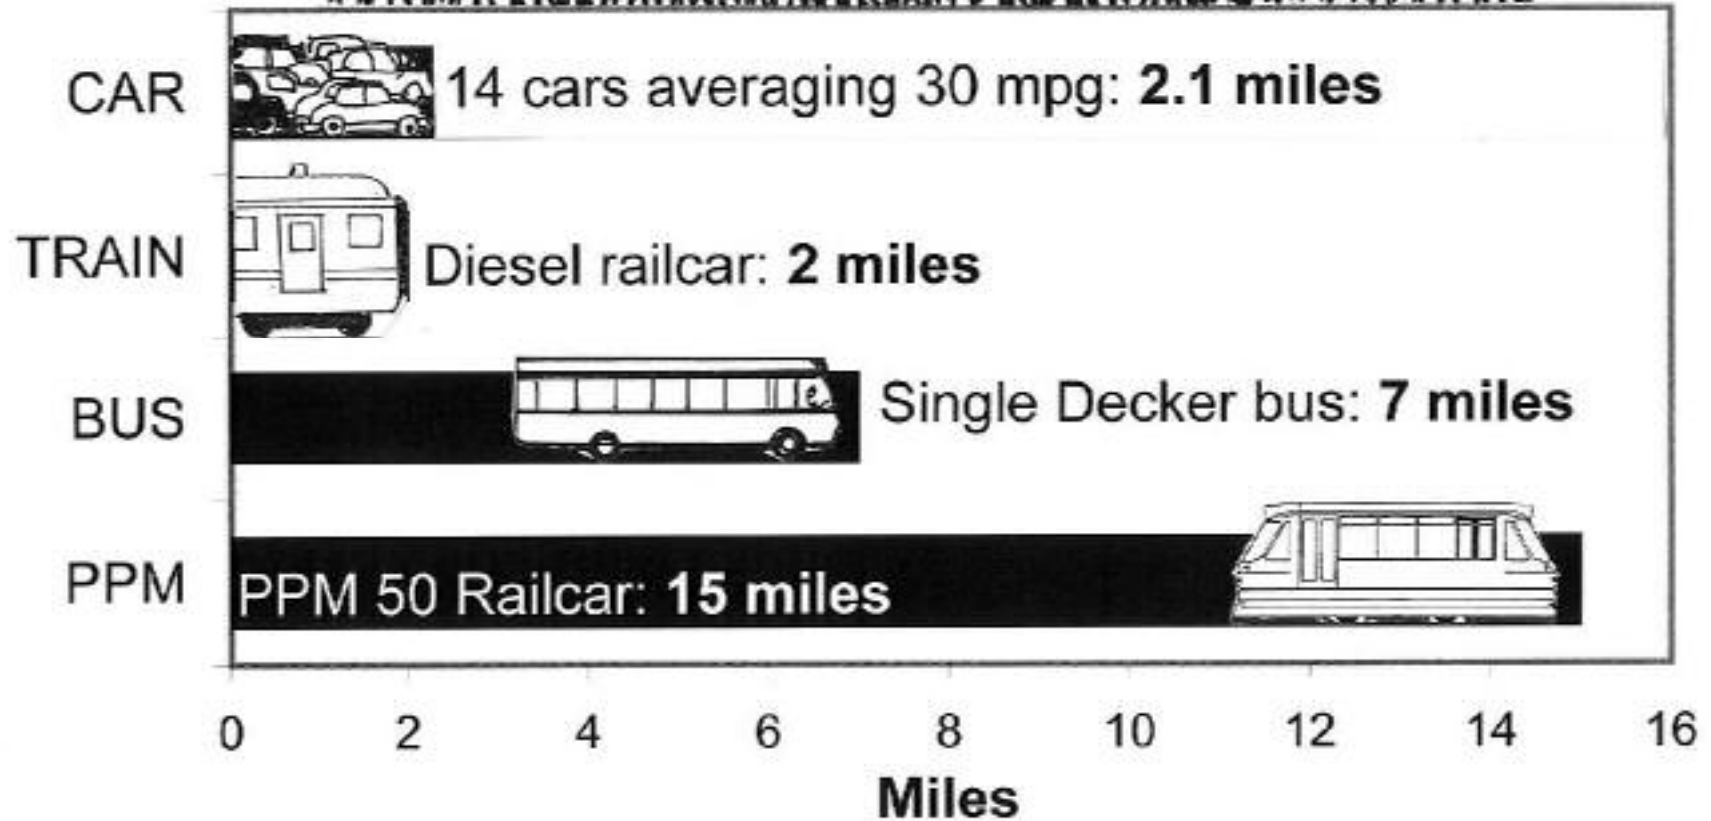 CAR
14 cars averaging 30 mpg: 2.1 miles
TRAIN
Diesel railcar: 2 miles
BUS
Single Decker bus: 7 miles
PPM
PPM 50 Railcar: 15 miles
0 2 4 6 8 10 12 14 16
Miles